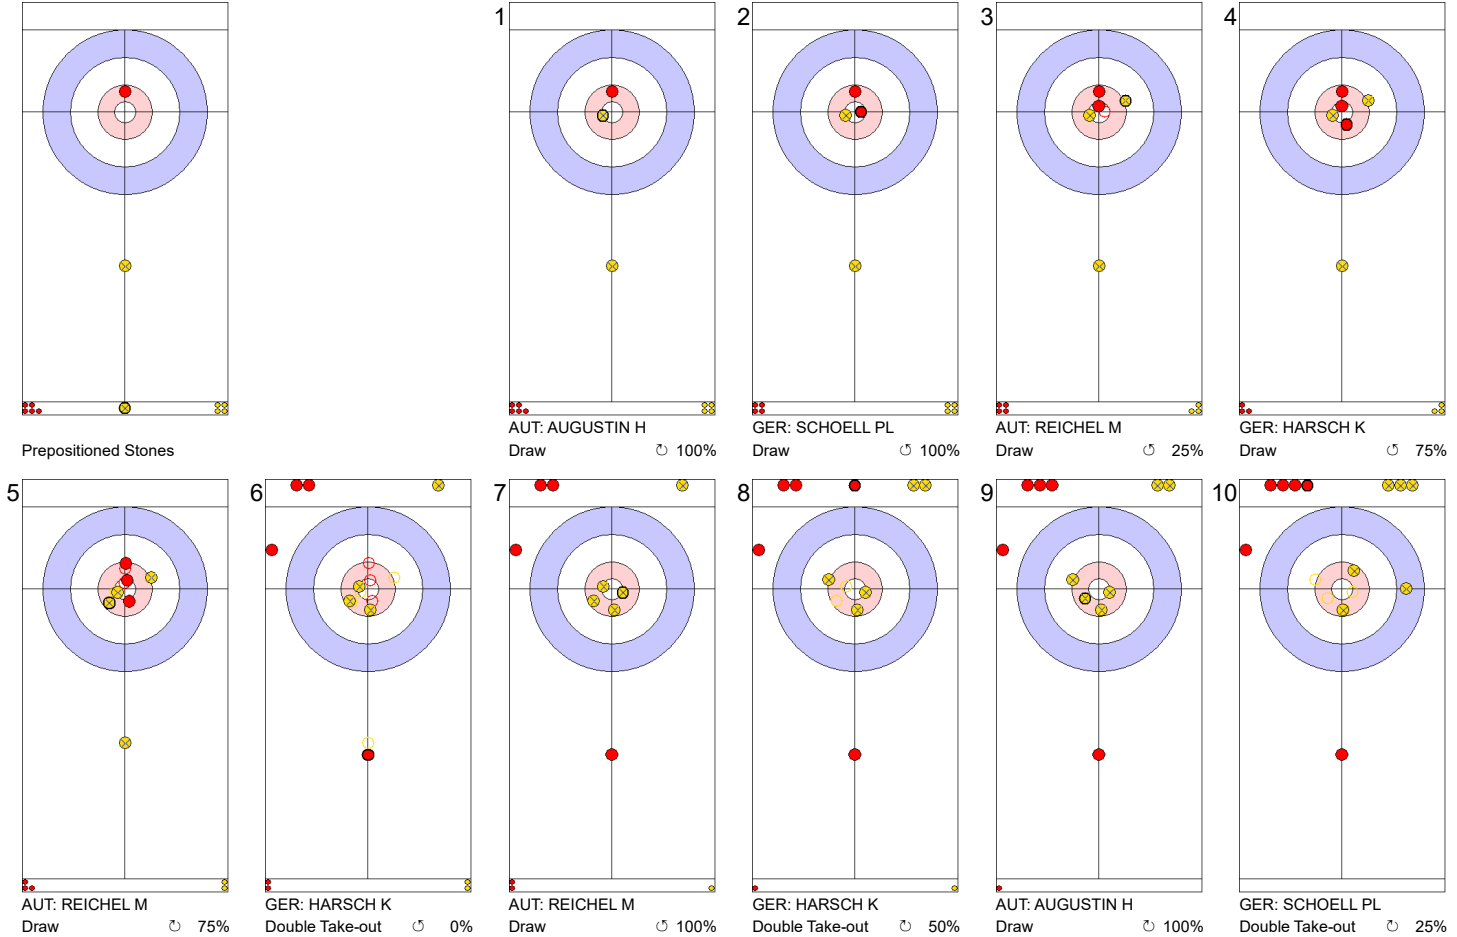 1 2 3 4
Prepositioned Stones
AUT: AUGUSTIN H
Draw ↻ 100%
GER: SCHOELL PL
Draw ↺ 100%
AUT: REICHEL M
Draw ↺ 25%
GER: HARSCH K
Draw ↺ 75%
5 6 7 8 9 10
AUT: REICHEL M
Draw ↻ 75%
GER: HARSCH K
Double Take-out ↺ 0%
AUT: REICHEL M
Draw ↻ 100%
GER: HARSCH K
Double Take-out ↻ 50%
AUT: AUGUSTIN H
Draw ↻ 100%
GER: SCHOELL PL
Double Take-out ↻ 25%